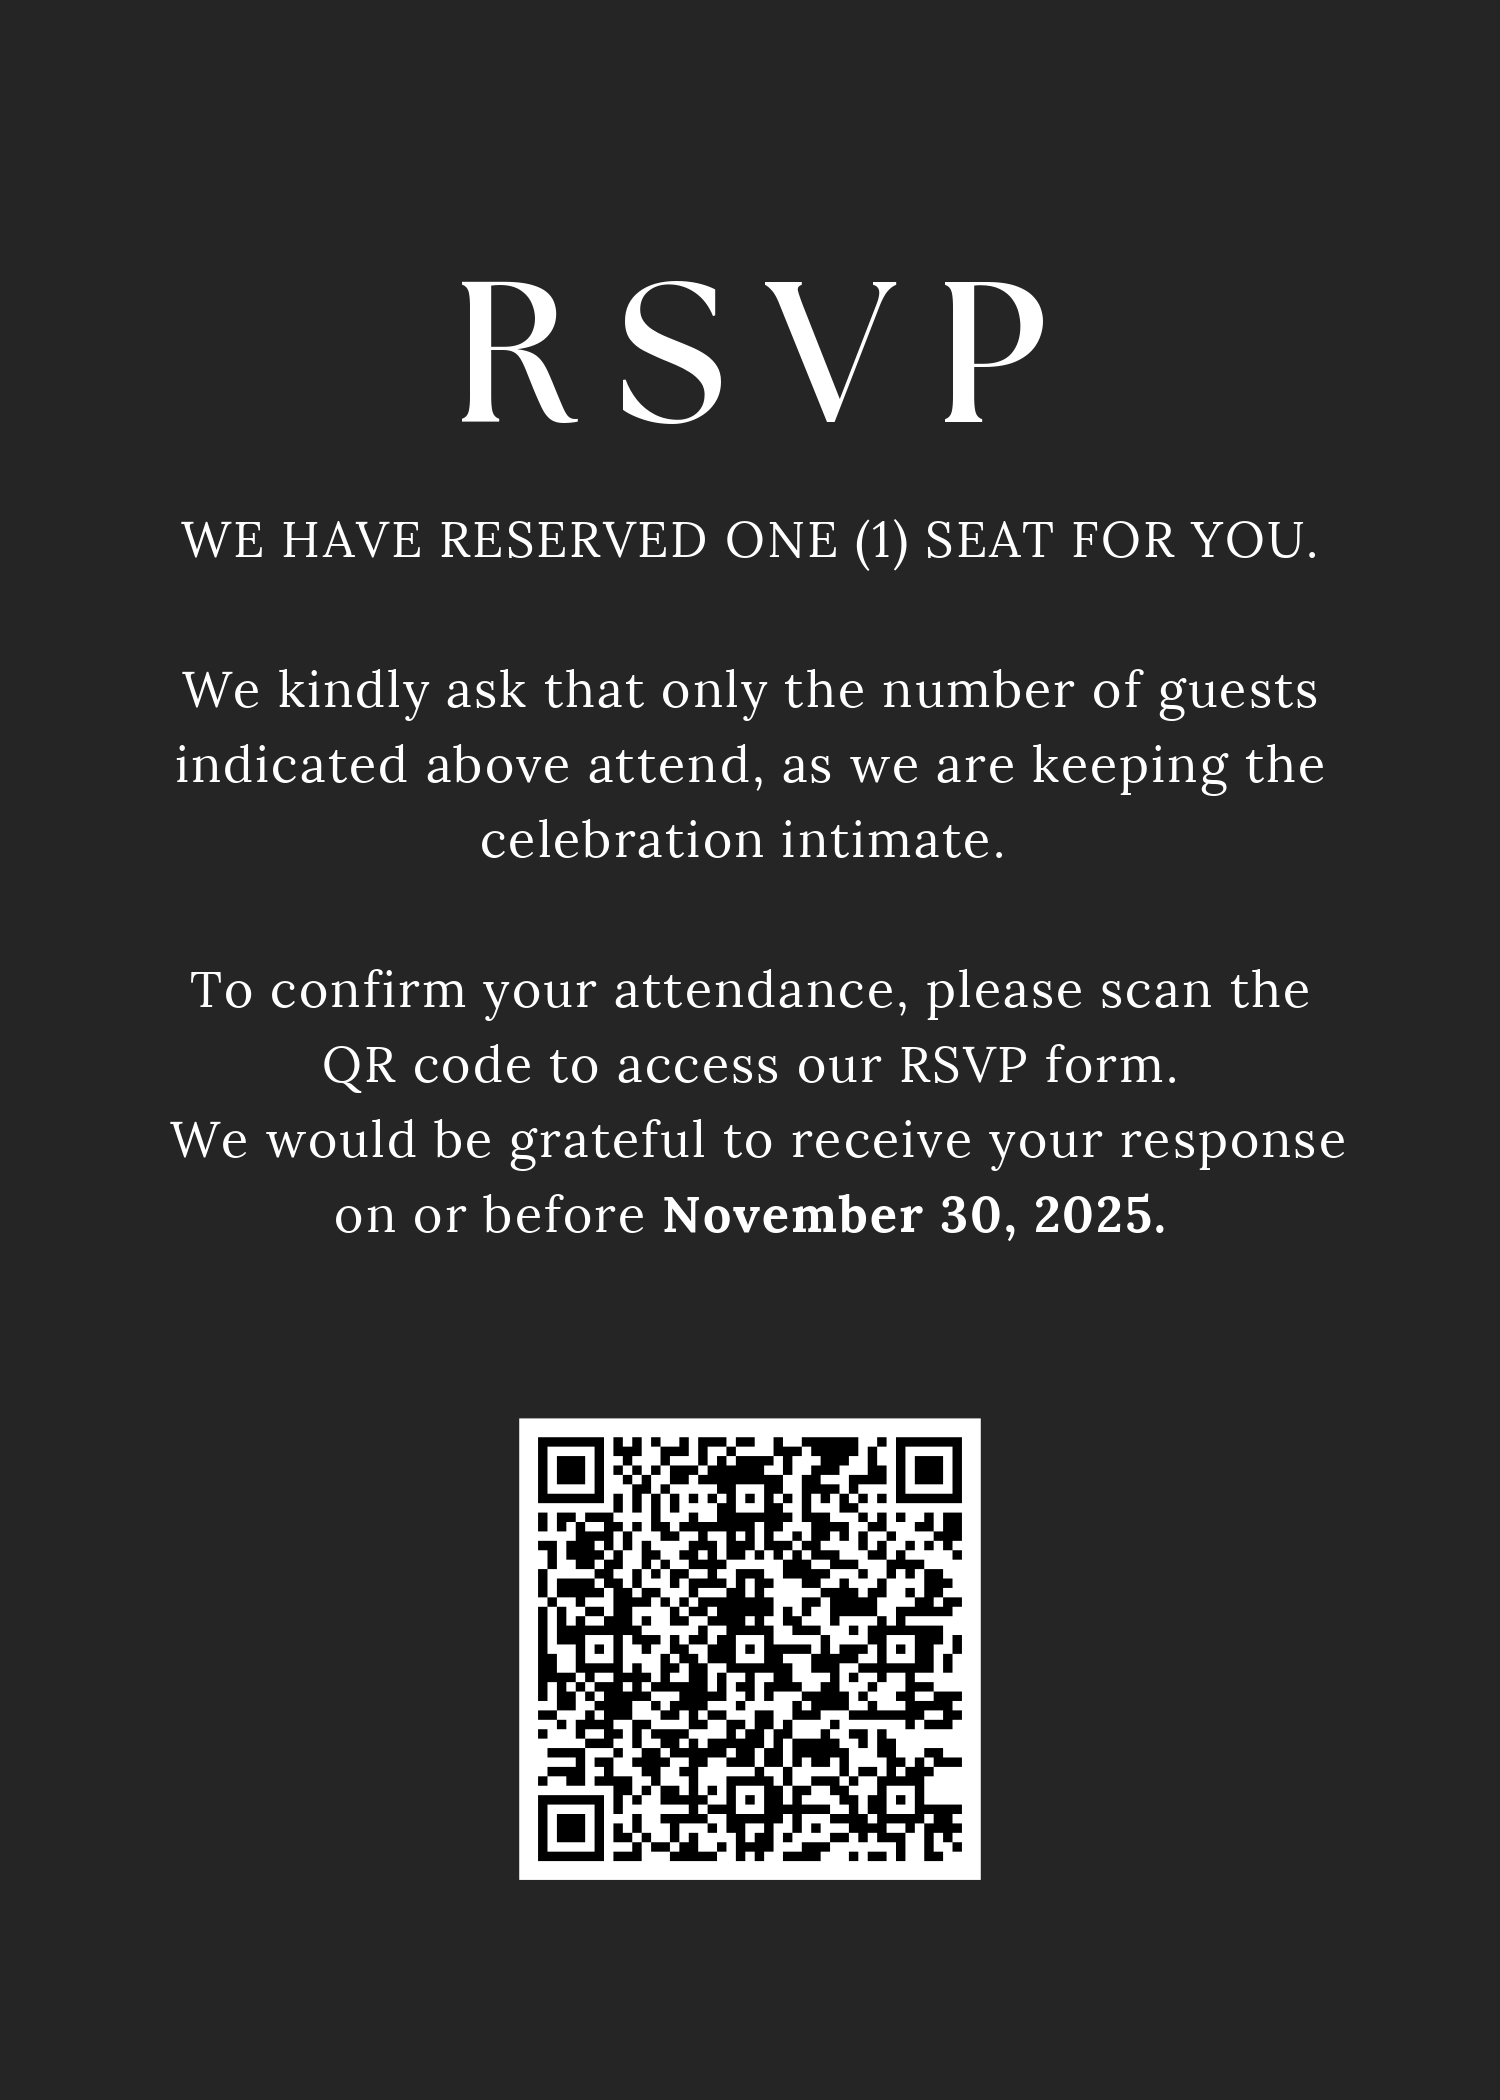 RSVP
WE HAVE RESERVED ONE (1) SEAT FOR YOU.
We kindly ask that only the number of guests
indicated above attend, as we are keeping the
celebration intimate.
To confirm your attendance, please scan the
QR code to access our RSVP form.
We would be grateful to receive your response
on or before November 30, 2025.